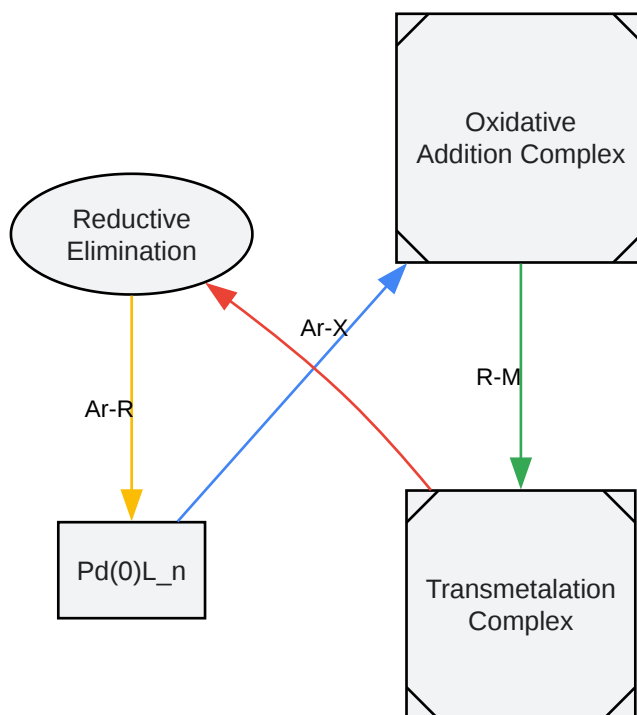 Oxidative
Addition Complex
Reductive
Elimination
Ar-X
R-M
Ar-R
Pd(0)L_n
Transmetalation
Complex